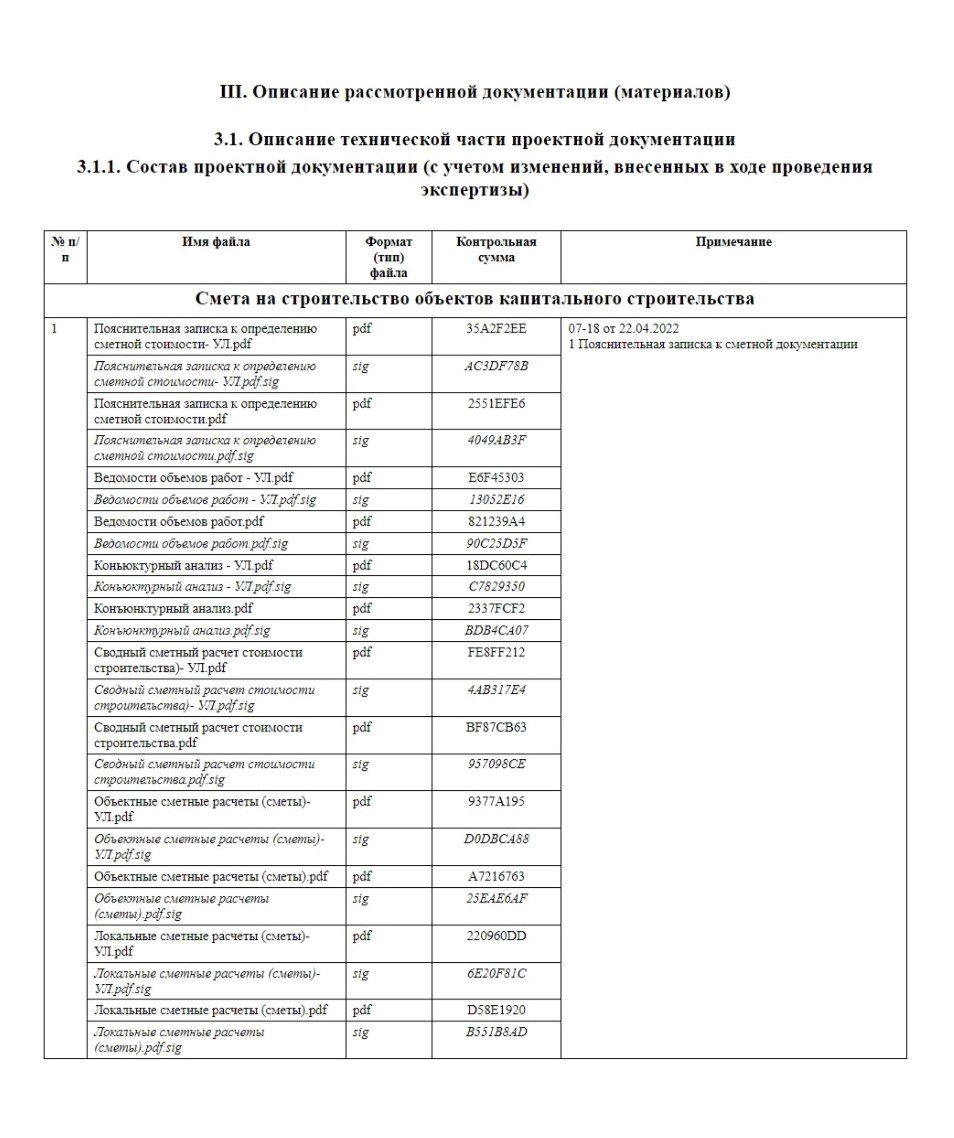 III. Описание рассмотренной документации (материалов)
3.1. Описание технической части проектной документации
3.1.1. Состав проектной документации (с учетом изменений, внесенных в ходе проведения
экспертизы)
№ п/ Имя файла Формат Контрольная Примечание
п (тип) сумма
файла
Смета на строительство объектов капитального строительства
1 Пояснительная записка к определению pdf 35A2F2EE 07-18 от 22.04.2022
сметной стоимости- УЛ.pdf 1 Пояснительная записка к сметной документации
Пояснительная записка к определению sig AC3DF78B
сметной стоимости- УЛ.pdf.sig
Пояснительная записка к определению pdf 2551EFE6
сметной стоимости.pdf
Пояснительная записка к определению sig 4049AB3F
сметной стоимости.pdf.sig
Ведомости объемов работ - УЛ.pdf pdf E6F45303
Ведомости объемов работ - УЛ.pdf.sig sig 13052E16
Ведомости объемов работ.pdf pdf 821239A4
Ведомости объемов работ.pdf.sig sig 90C25D5F
Коньюктурный анализ - УЛ.pdf pdf 18DC60C4
Коньюктурный анализ - УЛ.pdf.sig sig C7829350
Конъюнктурный анализ.pdf pdf 2337FCF2
Конъюнктурный анализ.pdf.sig sig BDB4CA07
Сводный сметный расчет стоимости pdf FE8FF212
строительства)- УЛ.pdf
Сводный сметный расчет стоимости sig 4AB317E4
строительства)- УЛ.pdf.sig
Сводный сметный расчет стоимости pdf BF87CB63
строительства.pdf
Сводный сметный расчет стоимости sig 957098CE
строительства.pdf.sig
Объектные сметные расчеты (сметы)- pdf 9377A195
УЛ.pdf
Объектные сметные расчеты (сметы)- sig D0DBCA88
УЛ.pdf.sig
Объектные сметные расчеты (сметы).pdf pdf A7216763
Объектные сметные расчеты sig 25EAE6AF
(сметы).pdf.sig
Локальные сметные расчеты (сметы)- pdf 220960DD
УЛ.pdf
Локальные сметные расчеты (сметы)- sig 6E20F81C
УЛ.pdf.sig
Локальные сметные расчеты (сметы).pdf pdf D58E1920
Локальные сметные расчеты sig B551B8AD
(сметы).pdf.sig